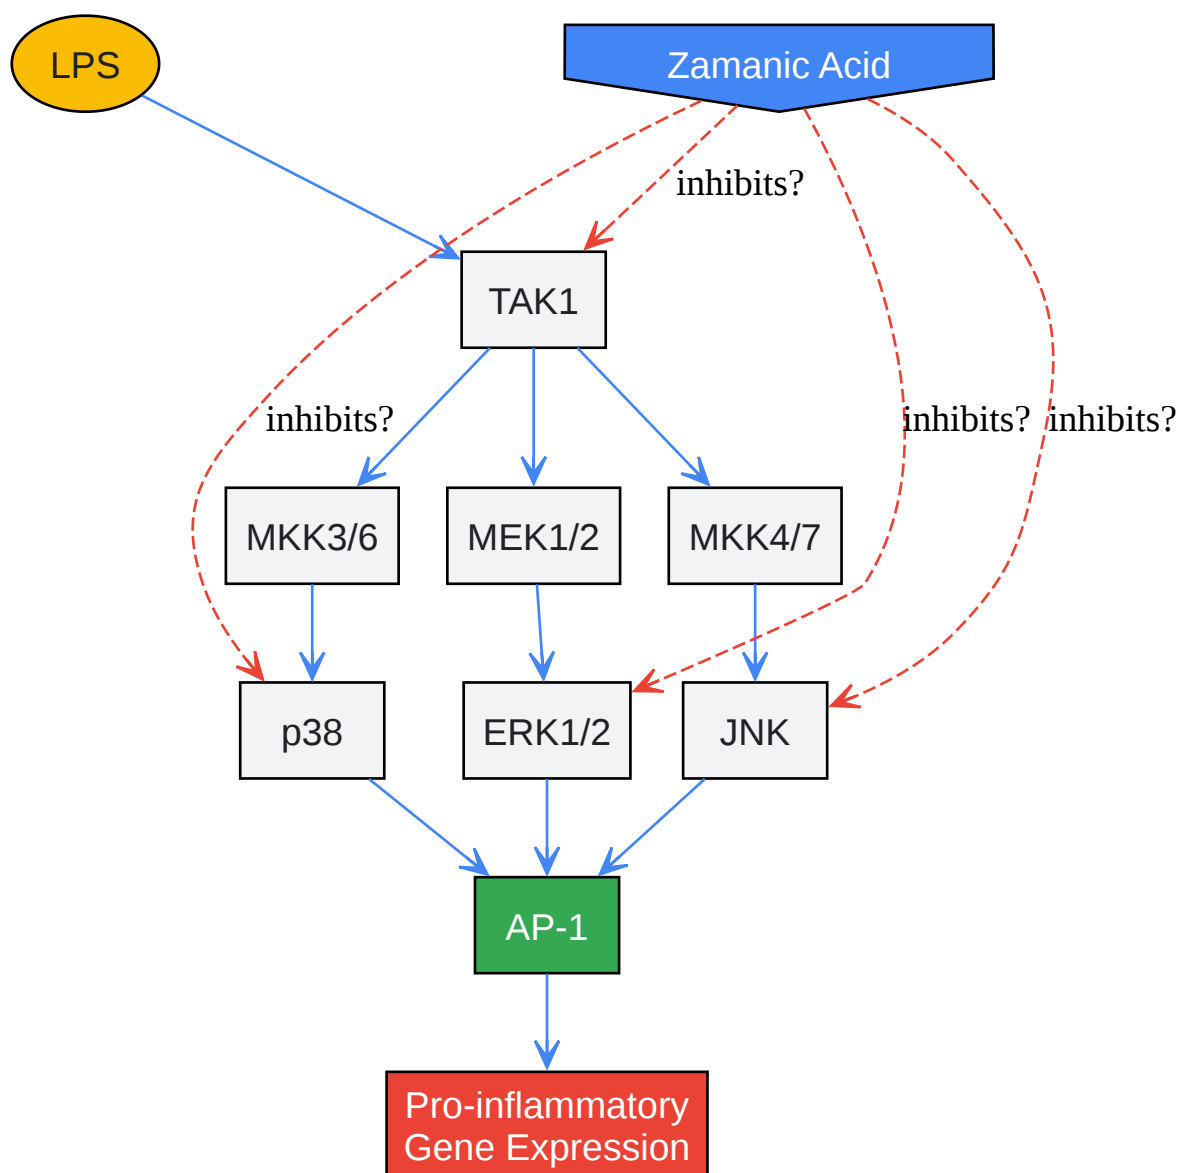 LPS
Zamanic Acid
inhibits?
TAK1
inhibits?
inhibits?
inhibits?
MKK3/6
MEK1/2
MKK4/7
p38
ERK1/2
JNK
AP-1
Pro-inflammatory
Gene Expression